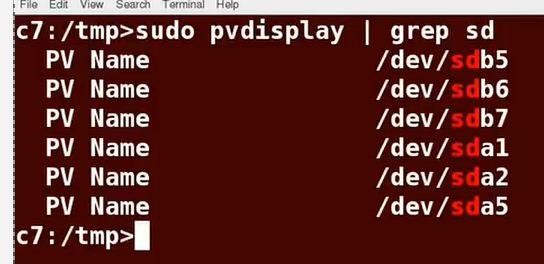 File Edit View Search Terminal Help
c7:/tmp>sudo pvdisplay | grep sd
PV Name /dev/sdb5
PV Name /dev/sdb6
PV Name /dev/sdb7
PV Name /dev/sda1
PV Name /dev/sda2
PV Name /dev/sda5
c7:/tmp>